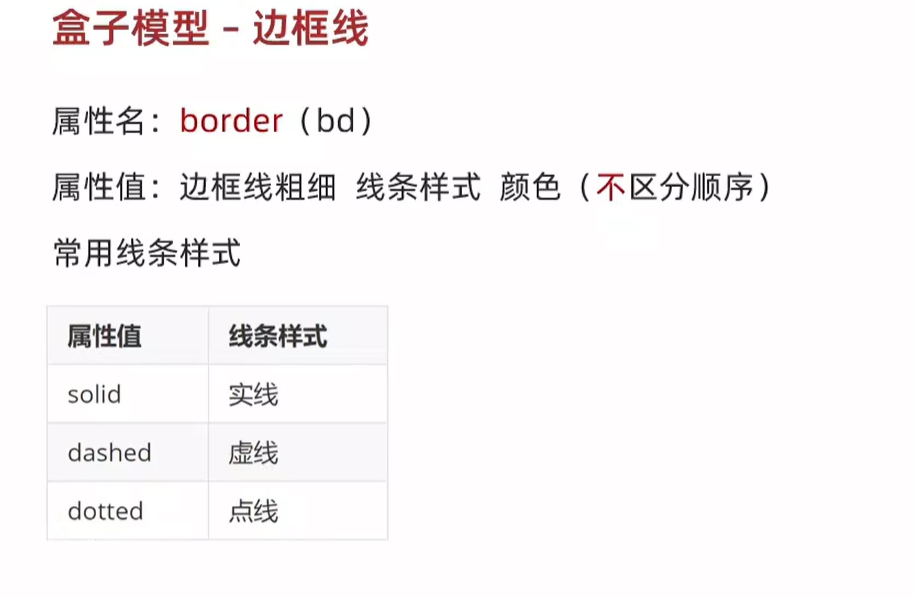 盒子模型 – 边框线
属性名：border（bd）
属性值：边框线粗细 线条样式 颜色（不区分顺序）
常用线条样式
属性值 线条样式
solid 实线
dashed 虚线
dotted 点线